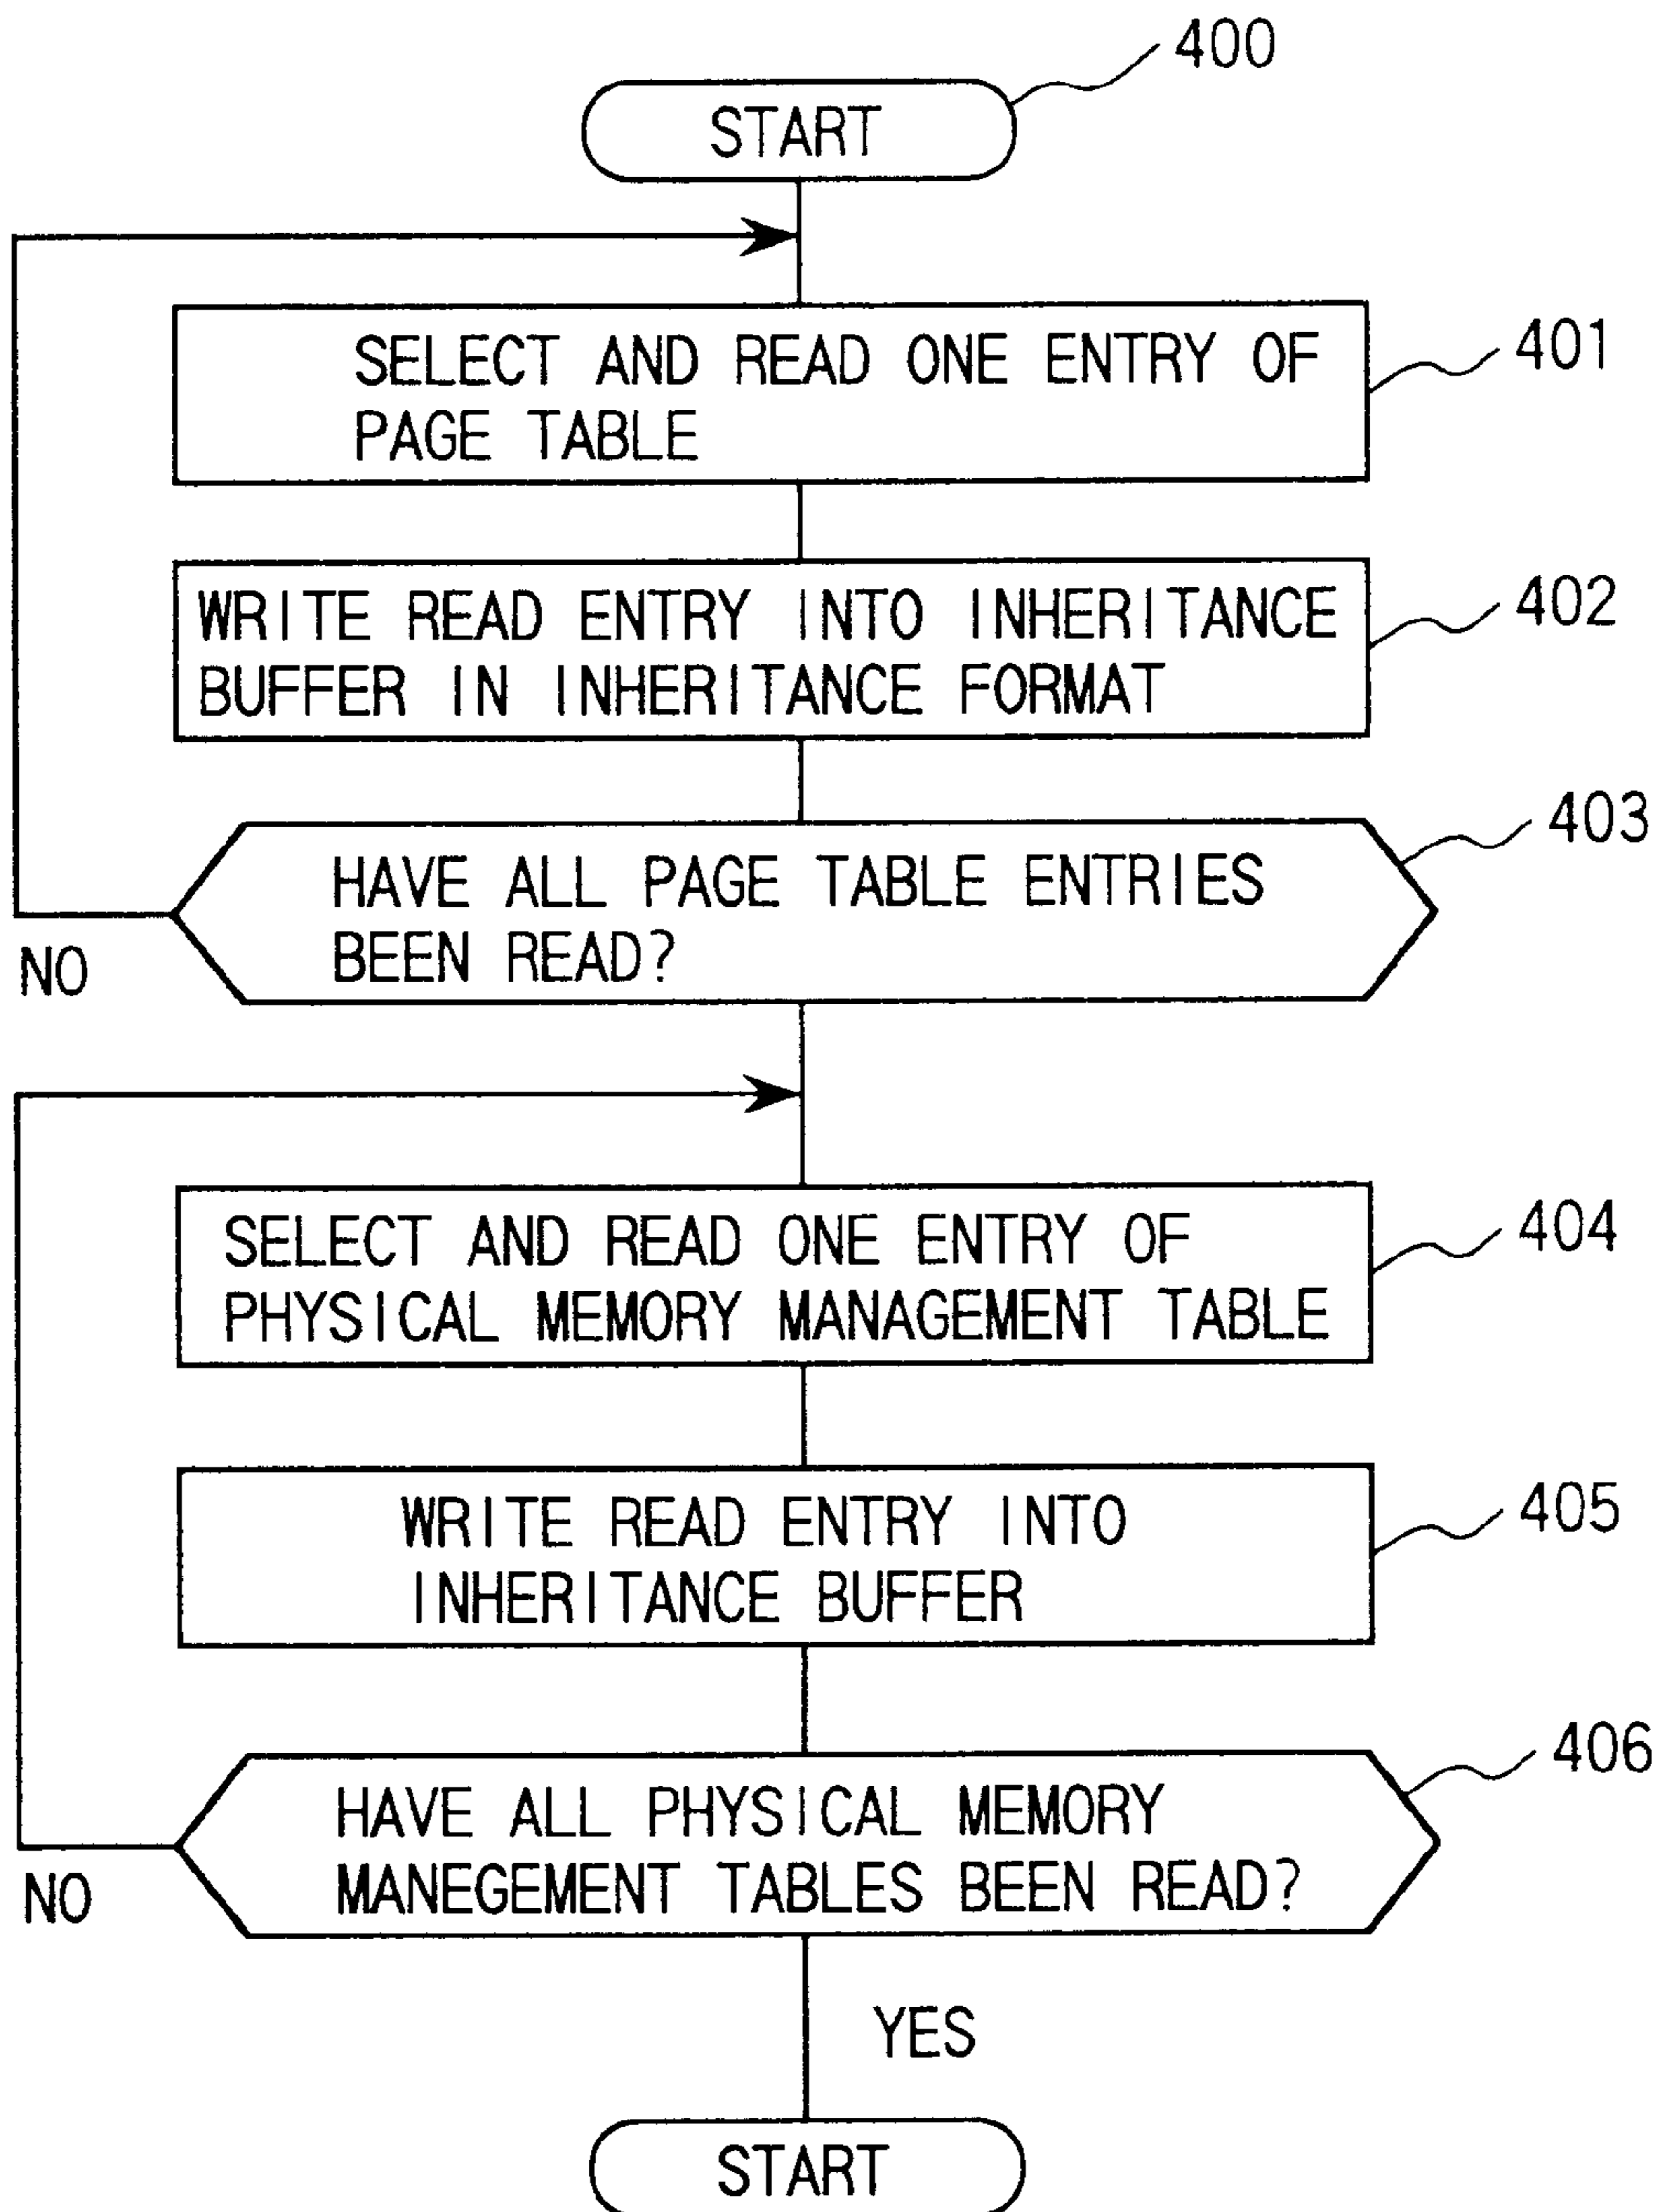 400
START
SELECT AND READ ONE ENTRY OF
PAGE TABLE
401
WRITE READ ENTRY INTO INHERITANCE
BUFFER IN INHERITANCE FORMAT
402
HAVE ALL PAGE TABLE ENTRIES
BEEN READ?
403
NO
SELECT AND READ ONE ENTRY OF
PHYSICAL MEMORY MANAGEMENT TABLE
404
WRITE READ ENTRY INTO
INHERITANCE BUFFER
405
HAVE ALL PHYSICAL MEMORY
MANEGEMENT TABLES BEEN READ?
406
NO
YES
START